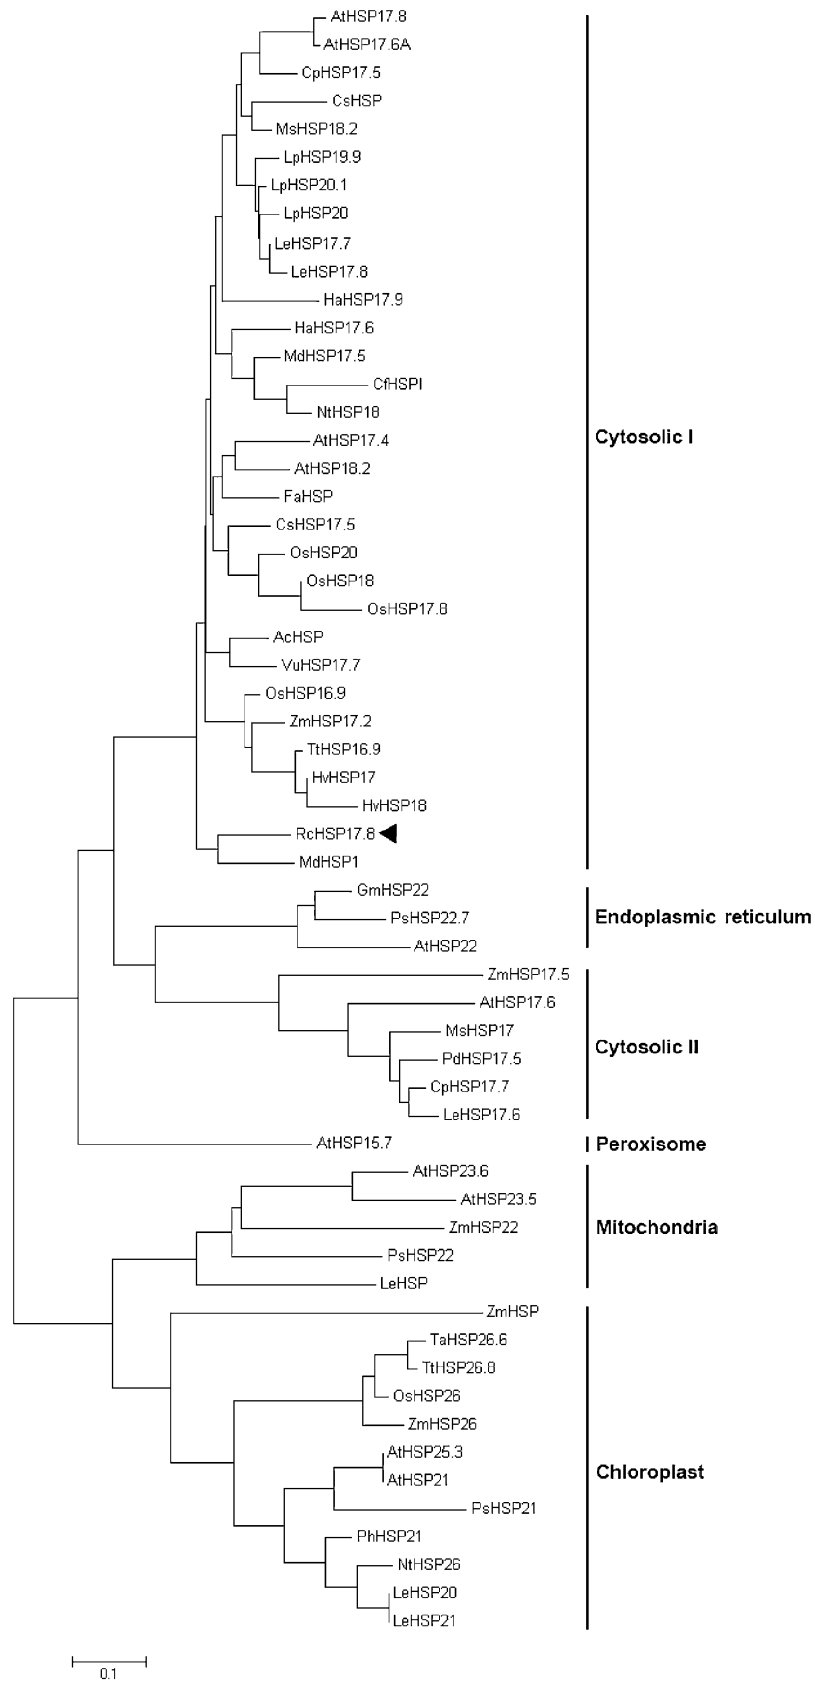 AtHSP17.8
AtHSP17.6A
CpHSP17.5
CsHSP
MsHSP18.2
LpHSP19.9
LpHSP20.1
LpHSP20
LeHSP17.7
LeHSP17.8
HaHSP17.9
HaHSP17.6
MdHSP17.5
CfHSPI
NtHSP18
AtHSP17.4
Cytosolic I
AtHSP18.2
FaHSP
CsHSP17.5
OsHSP20
OsHSP18
OsHSP17.8
AcHSP
VuHSP17.7
OsHSP16.9
ZmHSP17.2
TtHSP16.9
HvHSP17
HvHSP18
RcHSP17.8
MdHSP1
GmHSP22
PsHSP22.7
Endoplasmic reticulum
AtHSP22
ZmHSP17.5
AtHSP17.6
MsHSP17
Cytosolic II
PdHSP17.5
CpHSP17.7
LeHSP17.6
AtHSP15.7
Peroxisome
AtHSP23.6
AtHSP23.5
ZmHSP22
Mitochondria
PsHSP22
LeHSP
ZmHSP
TaHSP26.6
TtHSP26.8
OsHSP26
ZmHSP26
AtHSP25.3
Chloroplast
AtHSP21
PsHSP21
PhHSP21
NtHSP26
LeHSP20
LeHSP21
0.1